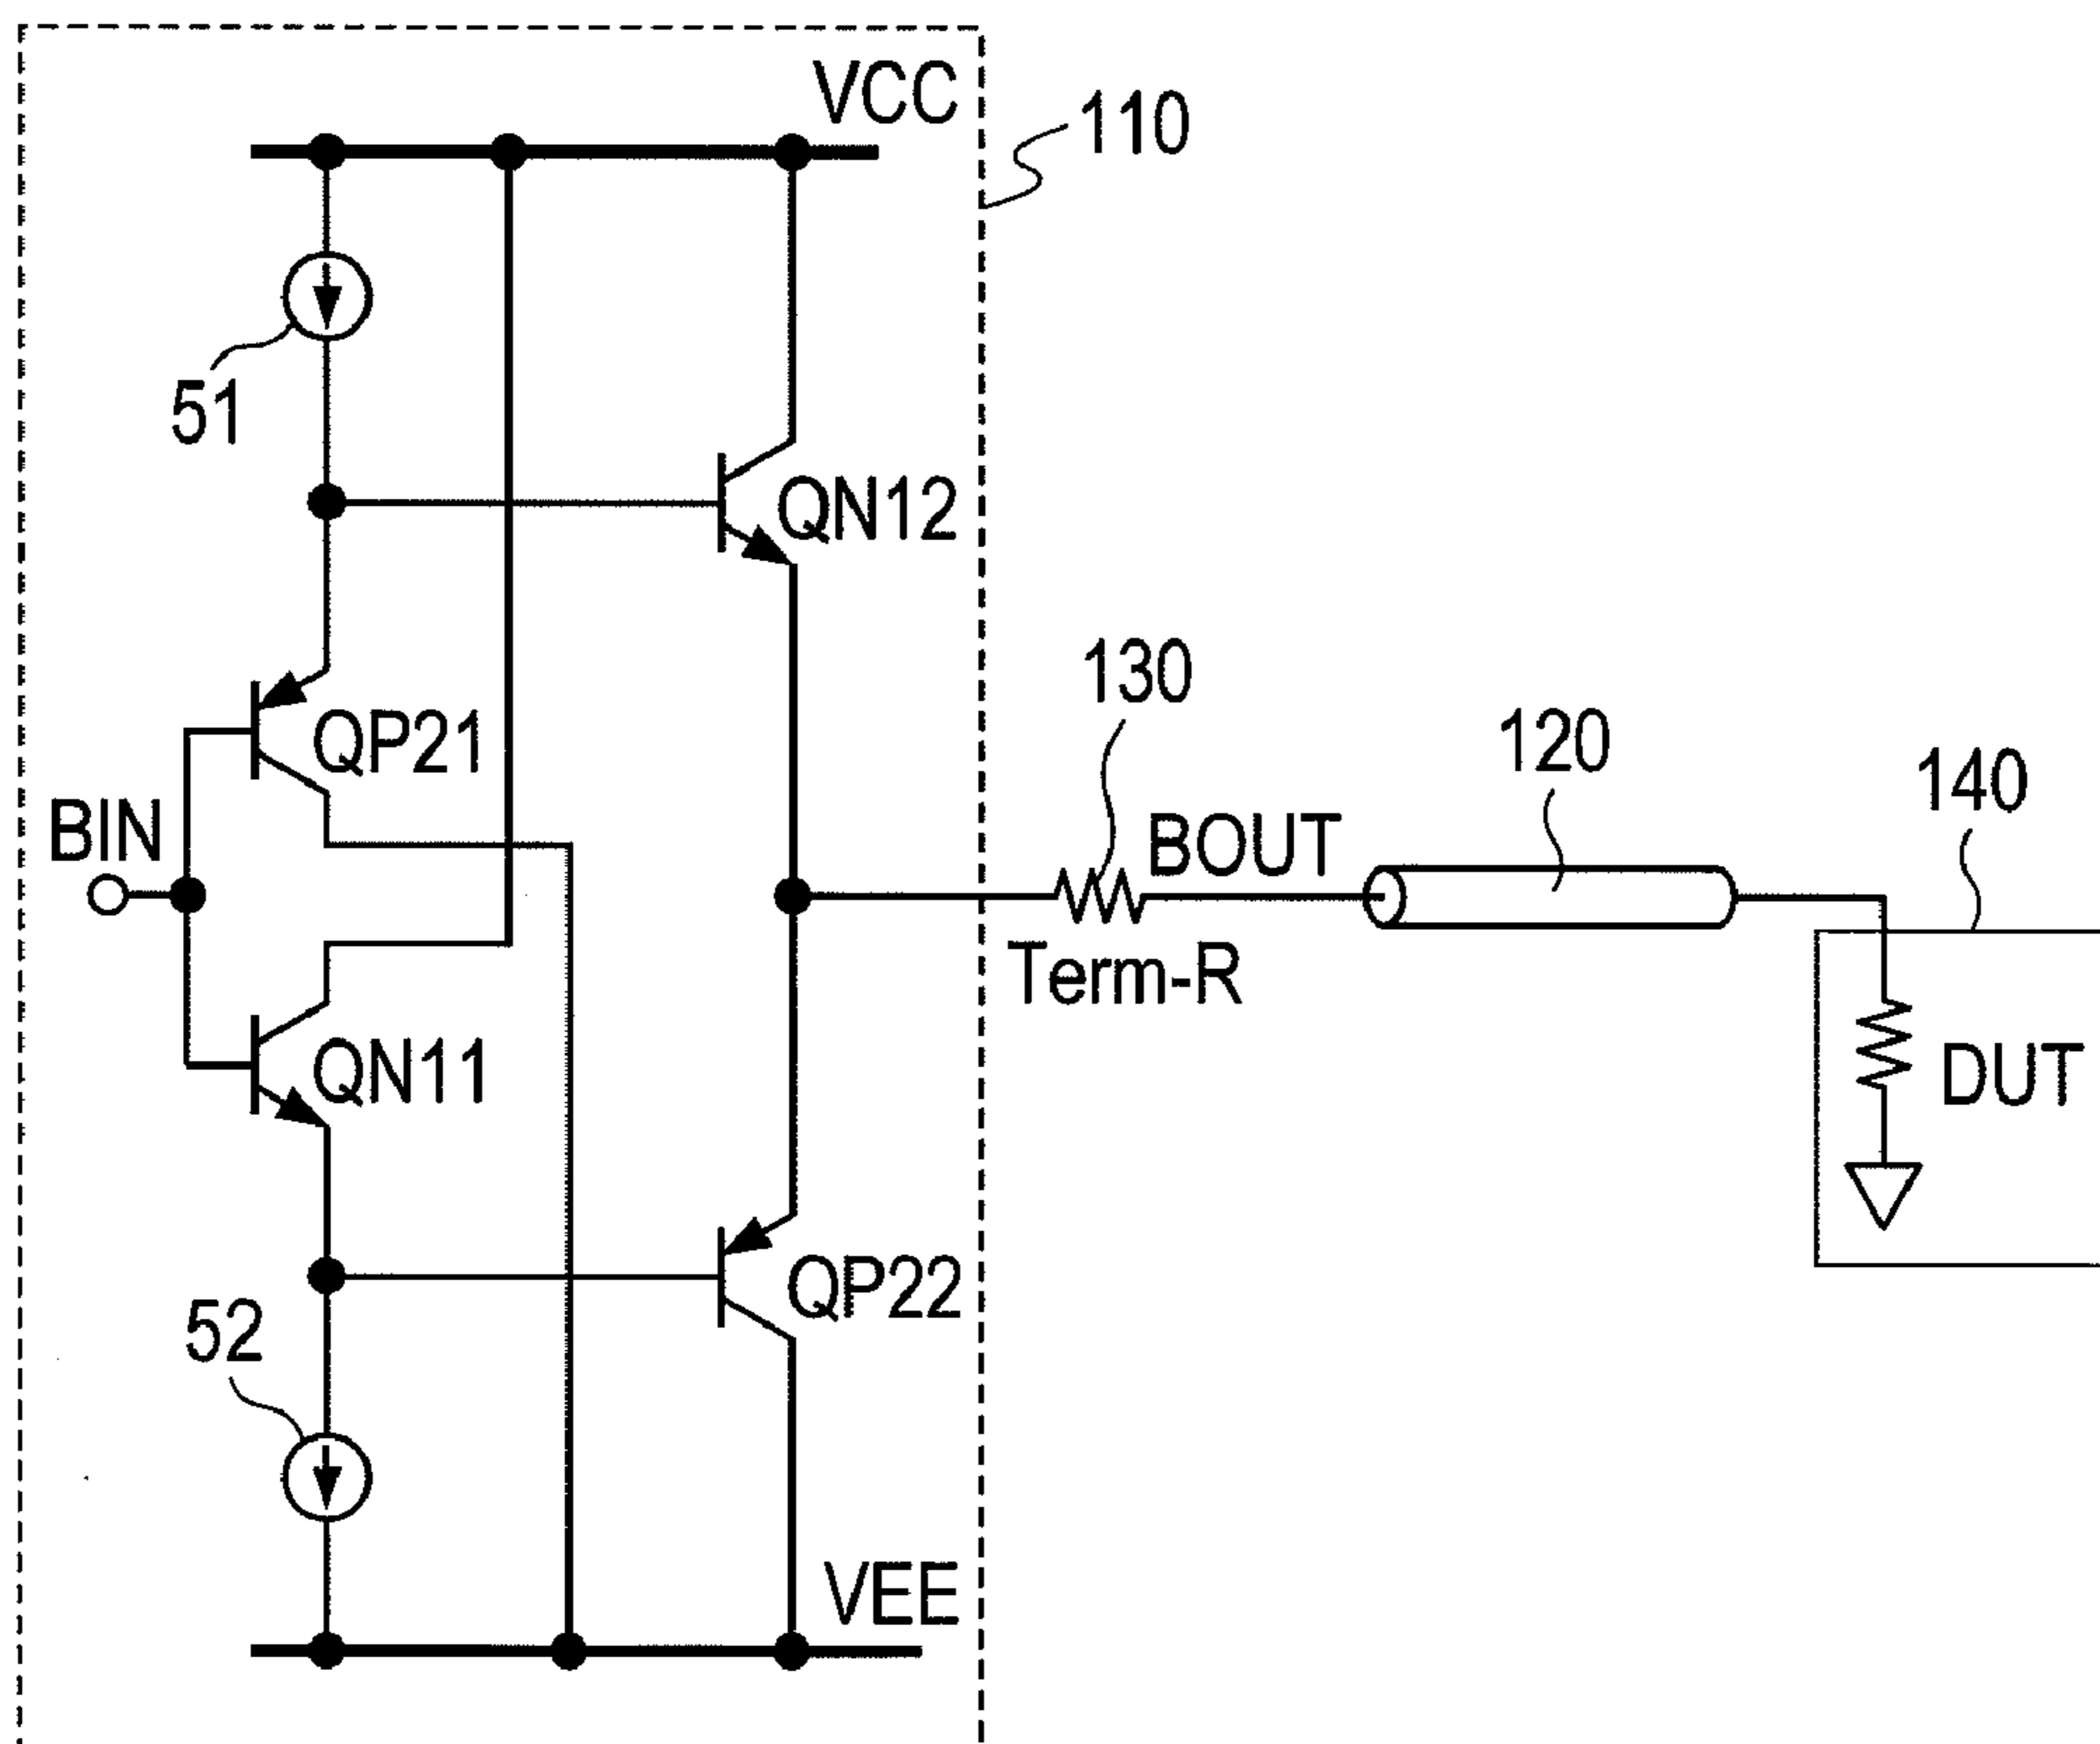 VCC
110
51
QN12
130
QP21
120
140
BIN
BOUT
Term-R
QN11
DUT
QP22
52
VEE